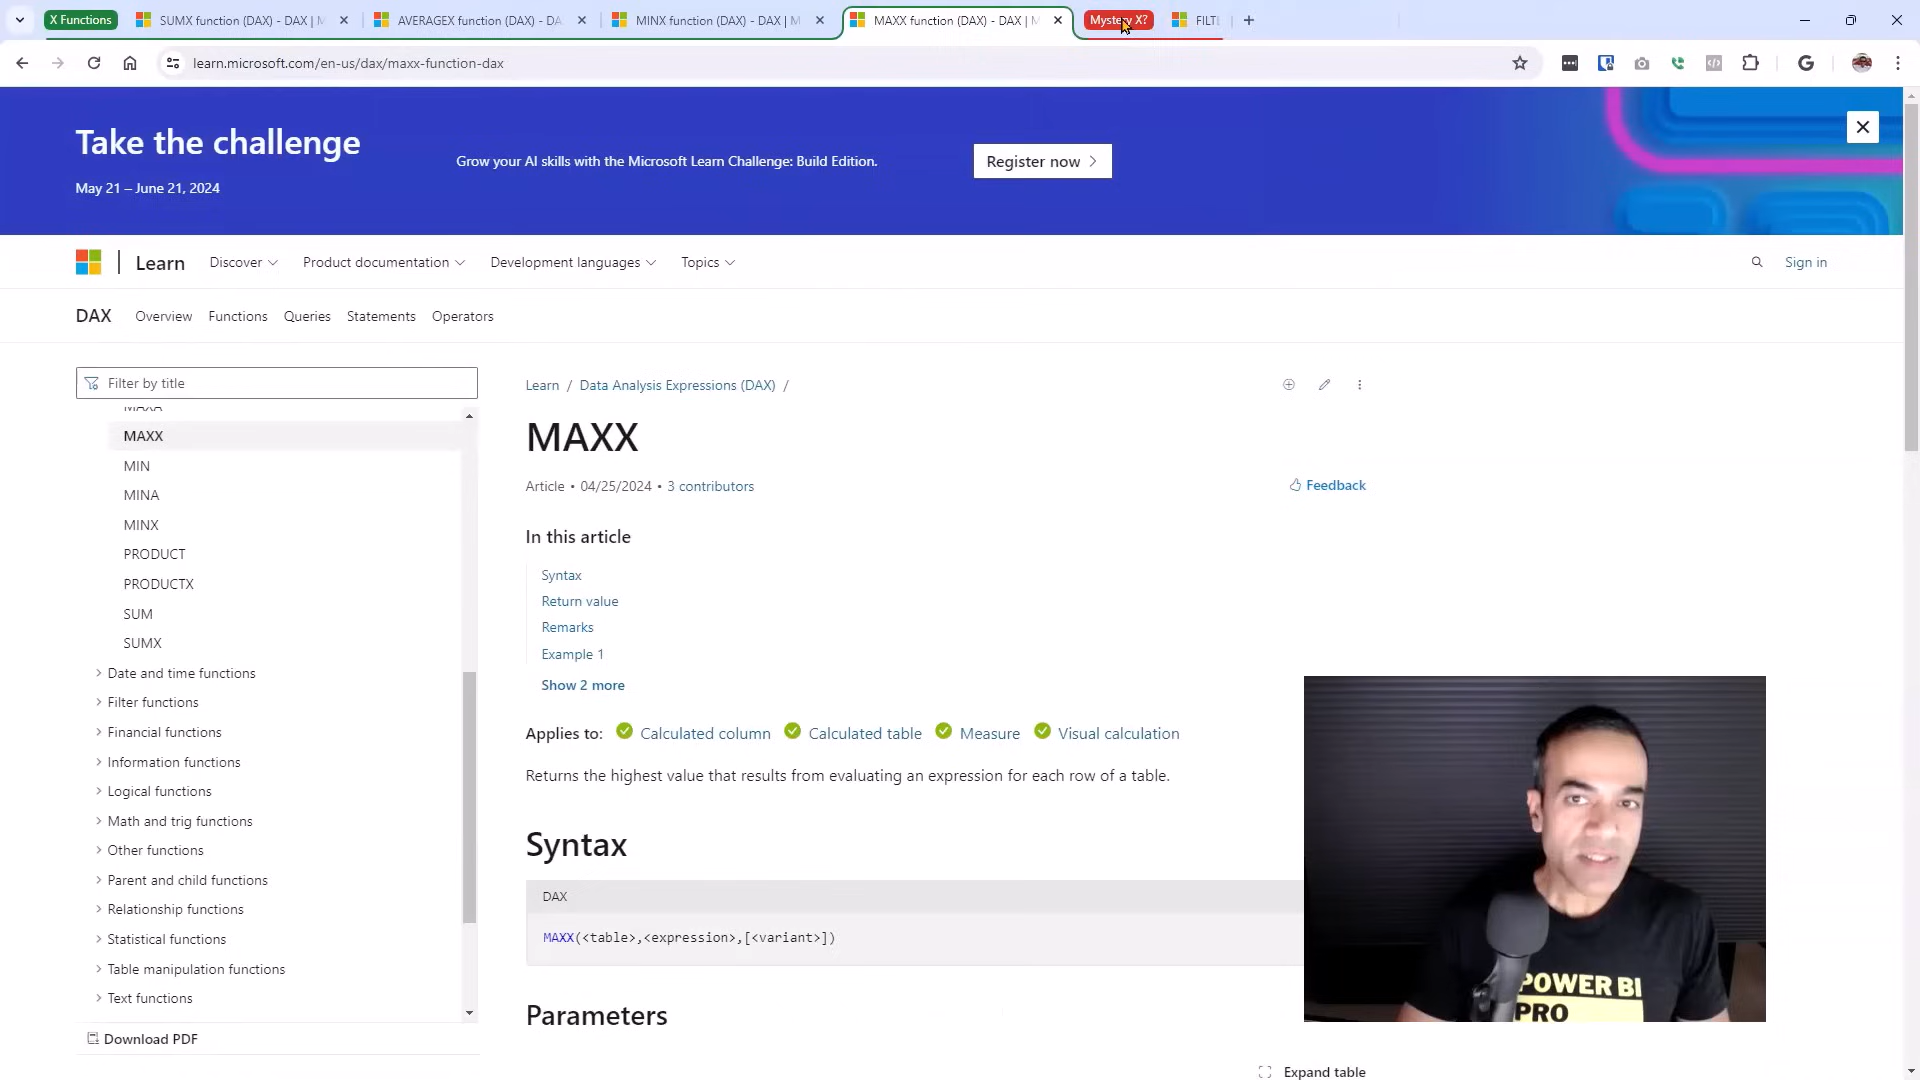 X Functions
SUMX function (DAX) - DAX | M
AVERAGEX function (DAX) - DA
MINX function (DAX) - DAX | M
MAXX function (DAX) - DAX | M
Mystery X?
FILT
learn.microsoft.com/en-us/dax/maxx-function-dax
Take the challenge
May 21 – June 21, 2024
Grow your AI skills with the Microsoft Learn Challenge: Build Edition.
Register now
Learn
Discover
Product documentation
Development languages
Topics
Sign in
DAX
Overview
Functions
Queries
Statements
Operators
Filter by title
MAXA
MAXX
MIN
MINA
MINX
PRODUCT
PRODUCTX
SUM
SUMX
Date and time functions
Filter functions
Financial functions
Information functions
Logical functions
Math and trig functions
Other functions
Parent and child functions
Relationship functions
Statistical functions
Table manipulation functions
Text functions
Download PDF
Learn / Data Analysis Expressions (DAX) /
MAXX
Article • 04/25/2024 • 3 contributors
Feedback
In this article
Syntax
Return value
Remarks
Example 1
Show 2 more
Applies to: Calculated column Calculated table Measure Visual calculation
Returns the highest value that results from evaluating an expression for each row of a table.
Syntax
DAX
MAXX(<table>,<expression>,[<variant>])
Parameters
Expand table
POWER BI
PRO